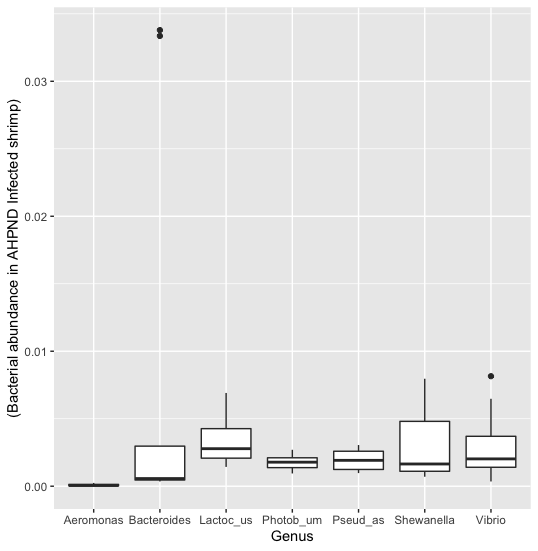 (Bacterial abundance in AHPND Infected shrimp)
0.03
0.02
0.01
0.00
Aeromonas Bacteroides Lactoc_us Photob_um Pseud_as Shewanella Vibrio
Genus